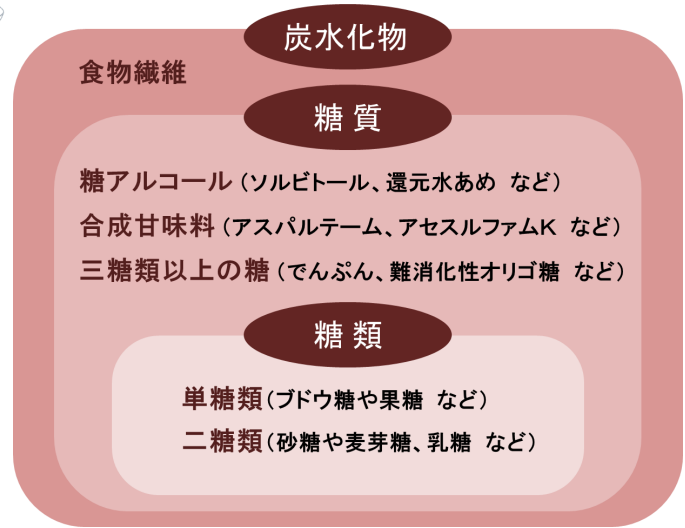 炭水化物
食物繊維
糖質
糖アルコール(ソルビトール、還元水あめ など)
合成甘味料(アスパルテーム、アセスルファムK など)
三糖類以上の糖(でんぷん、難消化性オリゴ糖 など)
糖類
単糖類(ブドウ糖や果糖 など)
二糖類(砂糖や麦芽糖、乳糖 など)